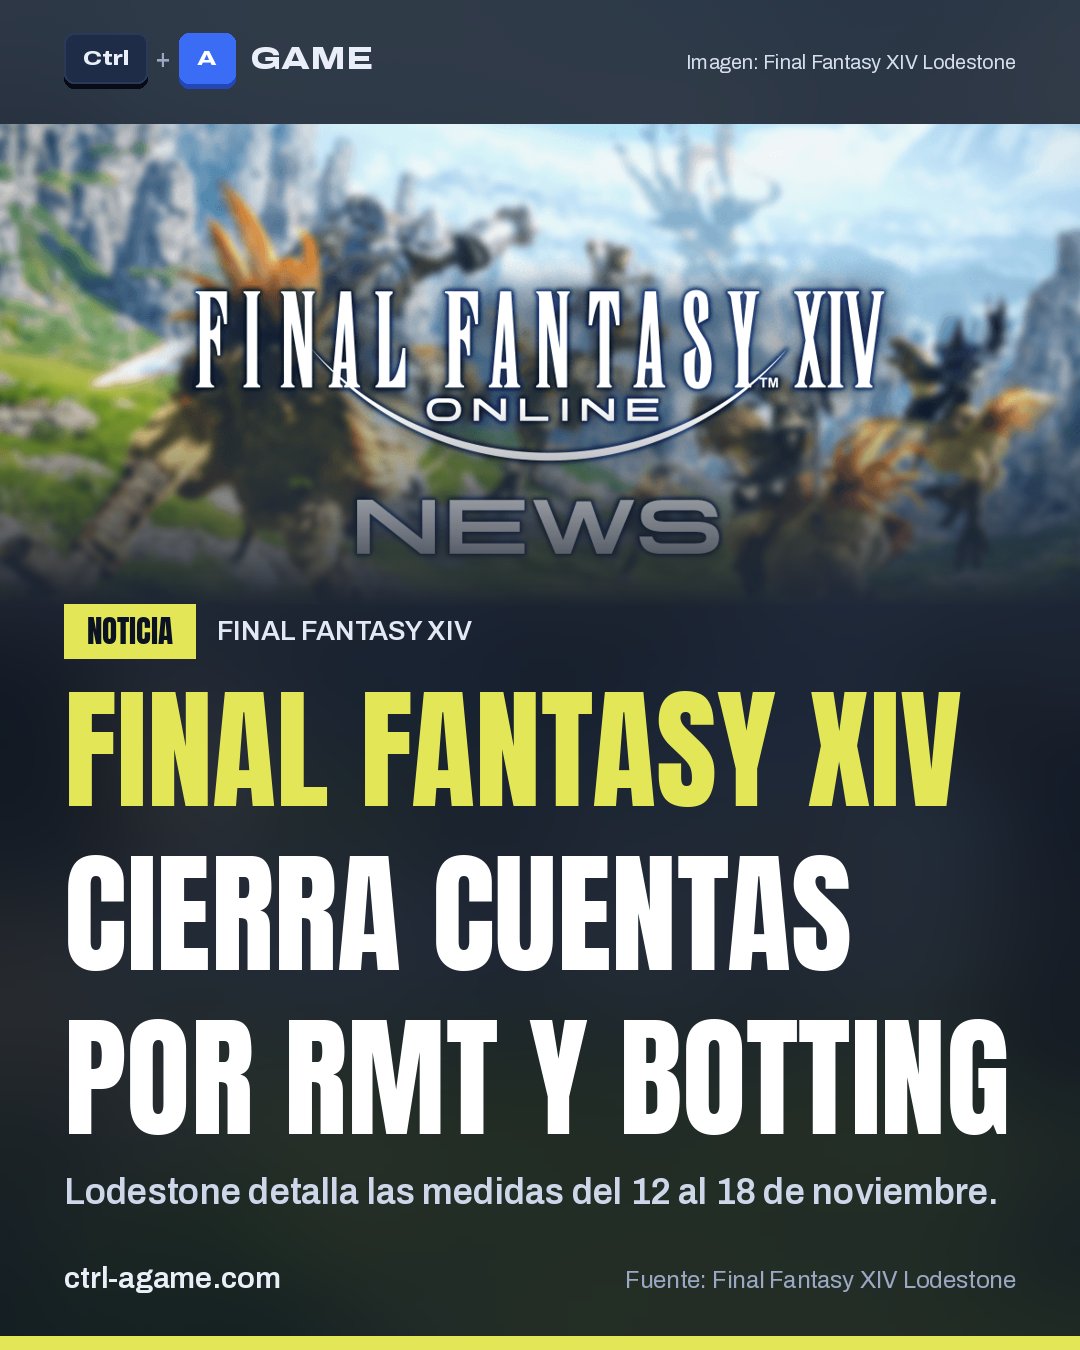 Ctrl + A GAME
Imagen: Final Fantasy XIV Lodestone
FINAL FANTASY XIV
™
ONLINE
NEWS
NOTICIA FINAL FANTASY XIV
FINAL FANTASY XIV
CIERRA CUENTAS
POR RMT Y BOTTING
Lodestone detalla las medidas del 12 al 18 de noviembre.
ctrl-agame.com
Fuente: Final Fantasy XIV Lodestone